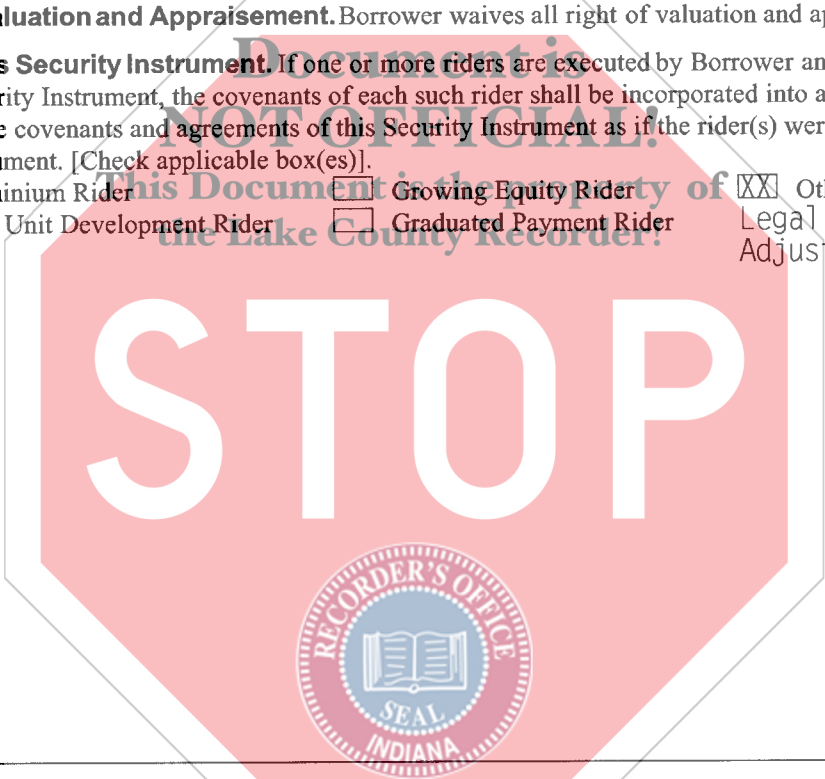 luation and Appraisement. Borrower waives all right of valuation and ap
Document is
s Security Instrument. If one or more riders are executed by Borrower an
rity Instrument, the covenants of each such rider shall be incorporated into a
NOT OFFICIAL!
e covenants and agreements of this Security Instrument as if the rider(s) wer
ument. [Check applicable box(es)].
This Document is the property of
inium Rider Growing Equity Rider XX Ot
the Lake County Recorder!
Unit Development Rider Graduated Payment Rider Legal
Adjus
STOP
RECORDER'S OFFICE
SEAL
INDIANA